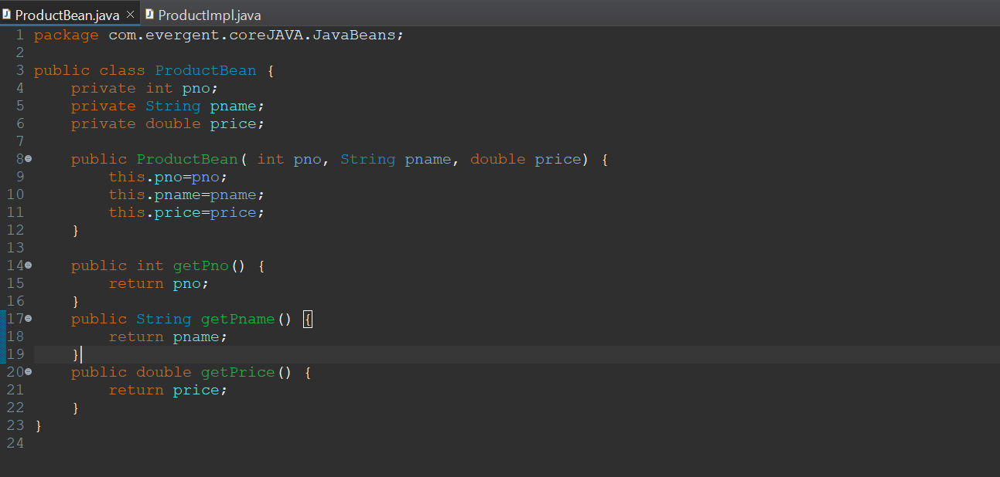 ProductBean.java × ProductImpl.java
1 package com.evergent.coreJAVA.JavaBeans;
2
3 public class ProductBean {
4     private int pno;
5     private String pname;
6     private double price;
7
8     public ProductBean( int pno, String pname, double price) {
9         this.pno=pno;
10         this.pname=pname;
11         this.price=price;
12     }
13
14     public int getPno() {
15         return pno;
16     }
17     public String getPname() {
18         return pname;
19     }
20     public double getPrice() {
21         return price;
22     }
23 }
24